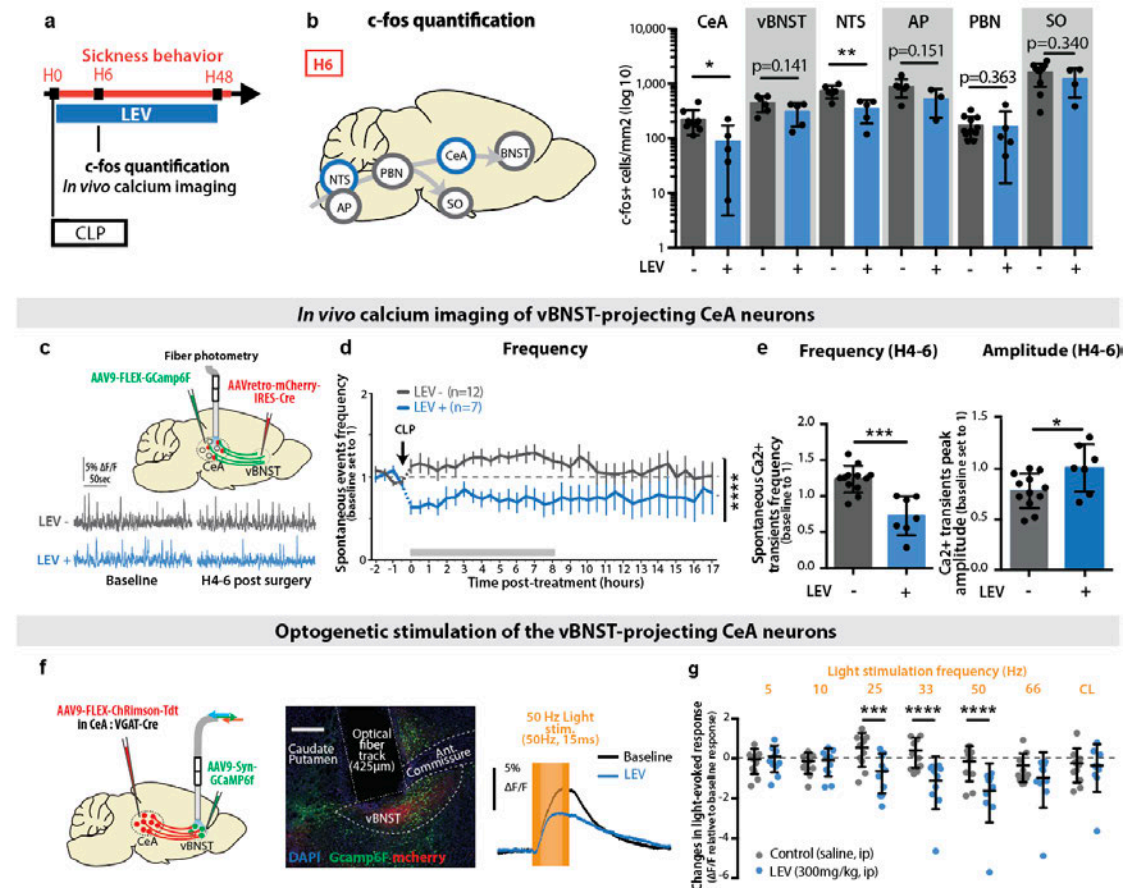 a
Sickness behavior
H0
H6
H48
LEV
c-fos quantification
In vivo calcium imaging
CLP
b
c-fos quantification
H6
NTS
AP
PBN
CeA
BNST
SO
CeA
vBNST
NTS
AP
PBN
SO
c-fos+ cells/mm2 (log 10)
10,000
1,000
100
10
1
*
p=0.141
**
p=0.151
p=0.363
p=0.340
LEV
- + - + - + - + - + - +
In vivo calcium imaging of vBNST-projecting CeA neurons
c
Fiber photometry
AAV9-FLEX-GCamp6F
AAVretro-mCherry-
IRES-Cre
CeA
vBNST
5% ΔF/F
50sec
LEV -
LEV +
Baseline
H4-6 post surgery
d
Frequency
Spontaneous events frequency
(baseline set to 1)
2
1
0
LEV - (n=12)
LEV + (n=7)
CLP
****
-2 -1 0 1 2 3 4 5 6 7 8 9 10 11 12 13 14 15 16 17
Time post-treatment (hours)
e
Frequency (H4-6)
Spontaneous Ca2+
transients frequency
(baseline to 1)
2.0
1.5
1.0
0.5
0.0
***
LEV - +
Amplitude (H4-6)
Ca2+ transients peak
amplitude (baseline set to 1)
1.5
1.0
0.5
0.0
*
LEV - +
Optogenetic stimulation of the vBNST-projecting CeA neurons
f
AAV9-FLEX-ChRimson-Tdt
in CeA : VGAT-Cre
AAV9-Syn-
GCaMP6f
CeA
vBNST
Caudate
Putamen
Optical
fiber
track
(425μm)
Ant
Commissure
vBNST
DAPI Gcamp6F-mcherry
50 Hz Light
stim.
(50Hz, 15ms)
5%
ΔF/F
Baseline
LEV
g
Light stimulation frequency (Hz)
5 10 25 33 50 66 CL
*** **** ****
Changes in light-evoked response
(ΔF/F relative to baseline response)
2
0
-2
-4
-6
Control (saline, ip)
LEV (300mg/kg, ip)